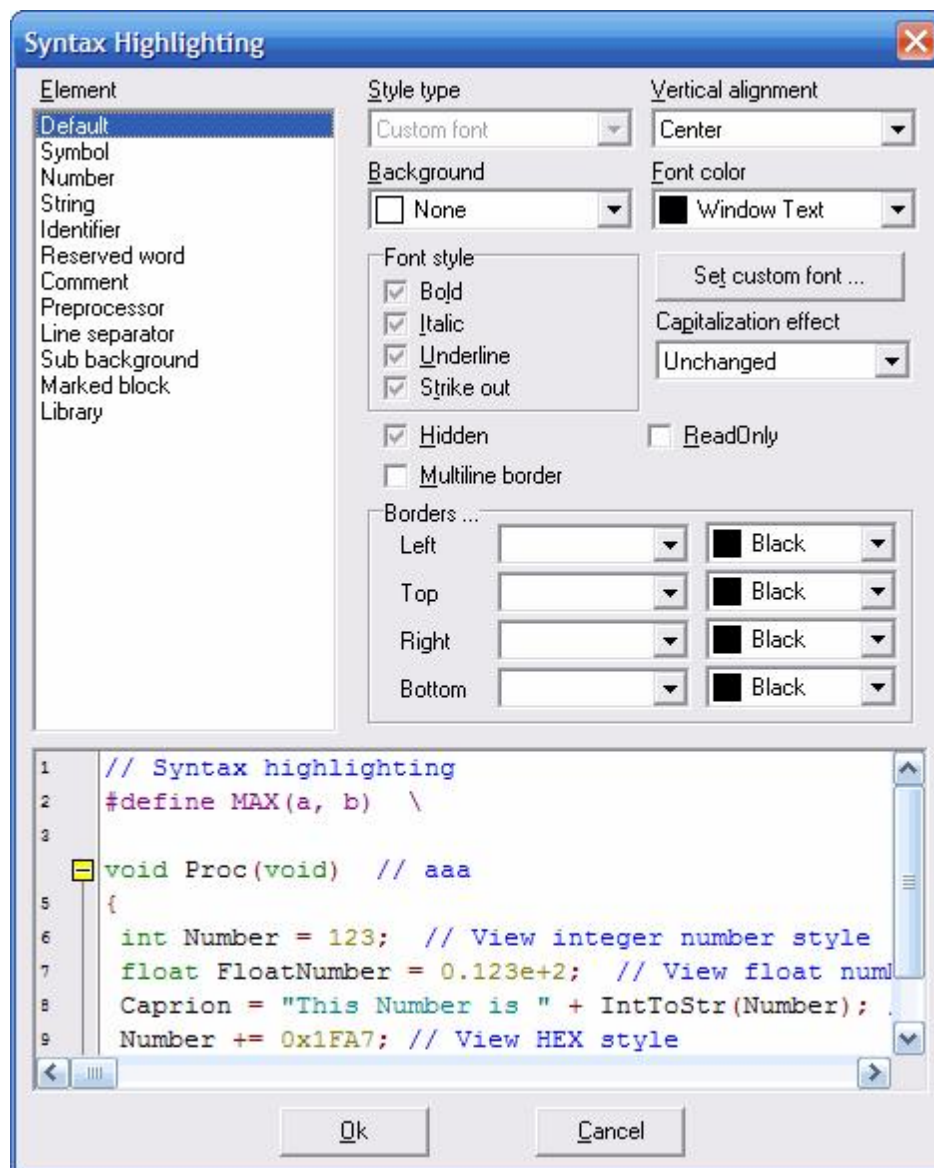 Syntax Highlighting
Element
Default
Symbol
Number
String
Identifier
Reserved word
Comment
Preprocessor
Line separator
Sub background
Marked block
Library
Style type
Custom font
Vertical alignment
Center
Background
None
Font color
Window Text
Font style
Bold
Italic
Underline
Strike out
Set custom font ...
Capitalization effect
Unchanged
Hidden
ReadOnly
Multiline border
Borders ...
Left
Black
Top
Black
Right
Black
Bottom
Black
1 // Syntax highlighting
2 #define MAX(a, b)  \
3
void Proc(void)  // aaa
5 {
6 int Number = 123;  // View integer number style
7 float FloatNumber = 0.123e+2;  // View float
8 Caprion = "This Number is " + IntToStr(Number);
9 Number += 0x1FA7; // View HEX style
Ok
Cancel